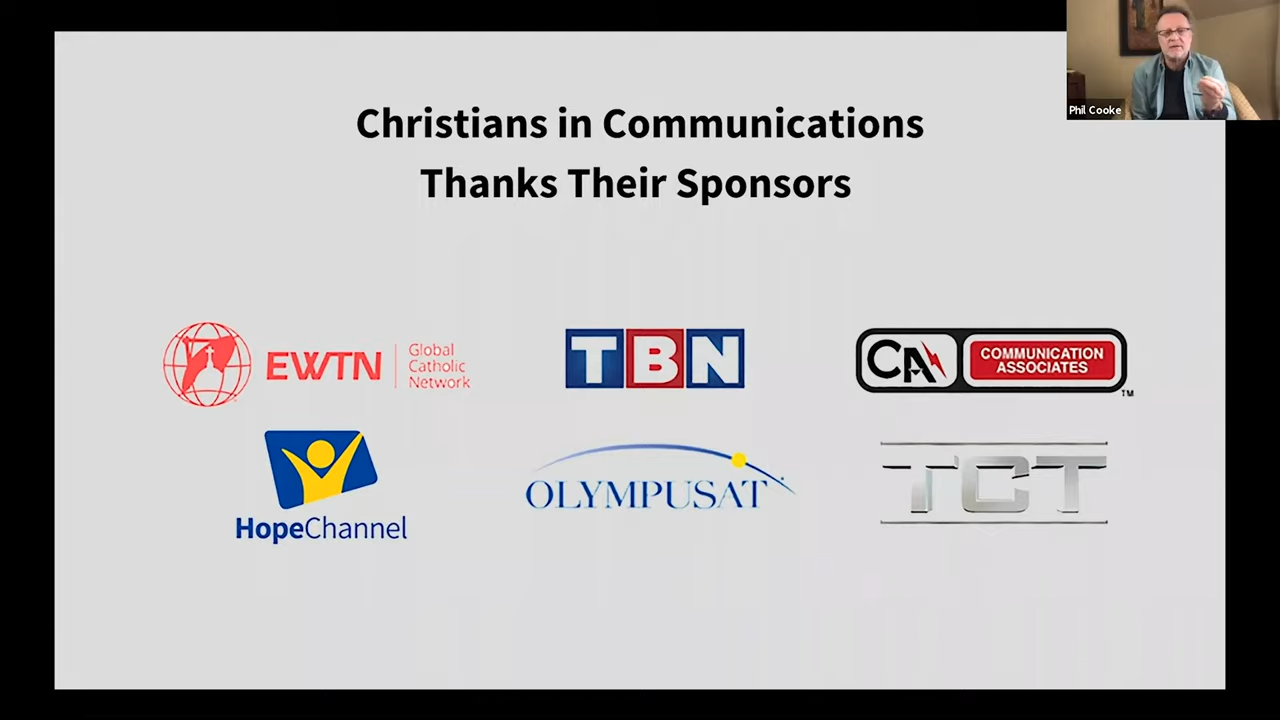 Christians in Communications
Thanks Their Sponsors
Phil Cooke
EWTN
Global
Catholic
Network
TBN
CA
COMMUNICATION
ASSOCIATES
TM
HopeChannel
OLYMPUSAT
TCT